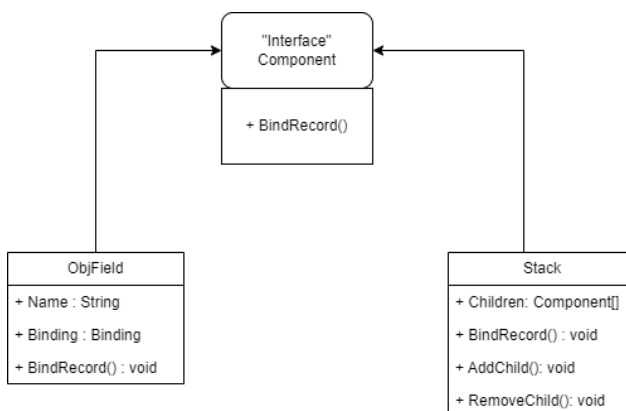 "Interface"
Component
+ BindRecord()
ObjField
+ Name : String
+ Binding : Binding
+ BindRecord() : void
Stack
+ Children: Component[]
+ BindRecord() : void
+ AddChild(): void
+ RemoveChild(): void